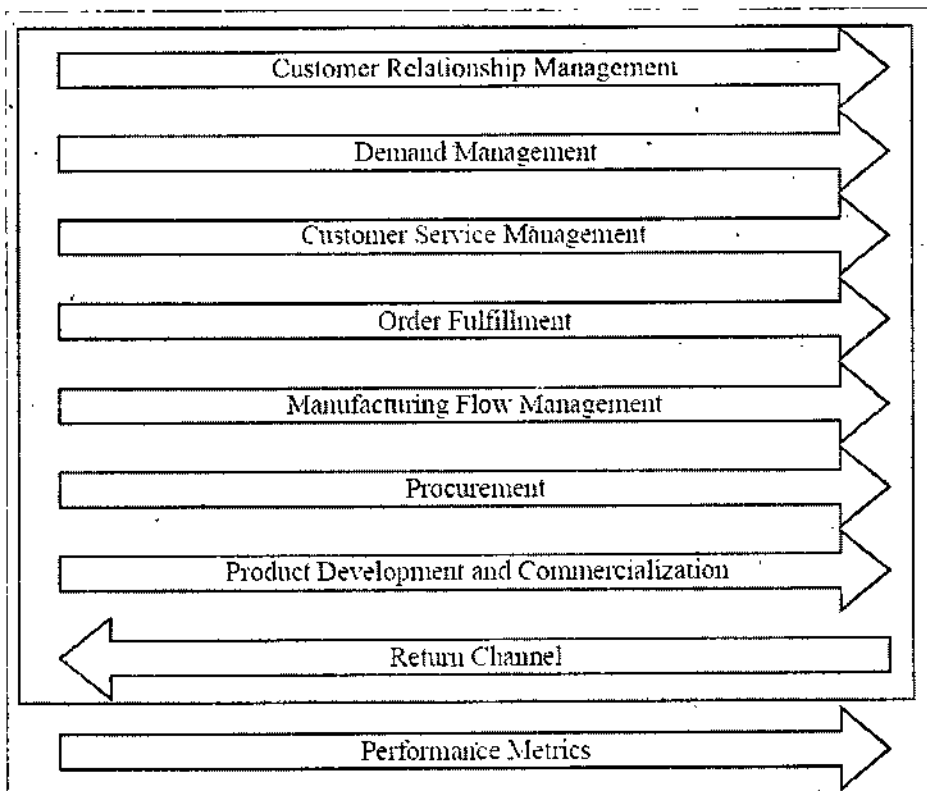 Customer Relationship Management
Demand Management
Customer Service Management
Order Fulfillment
Manufacturing Flow Management
Procurement
Product Development and Commercialization
Return Channel
Performance Metrics